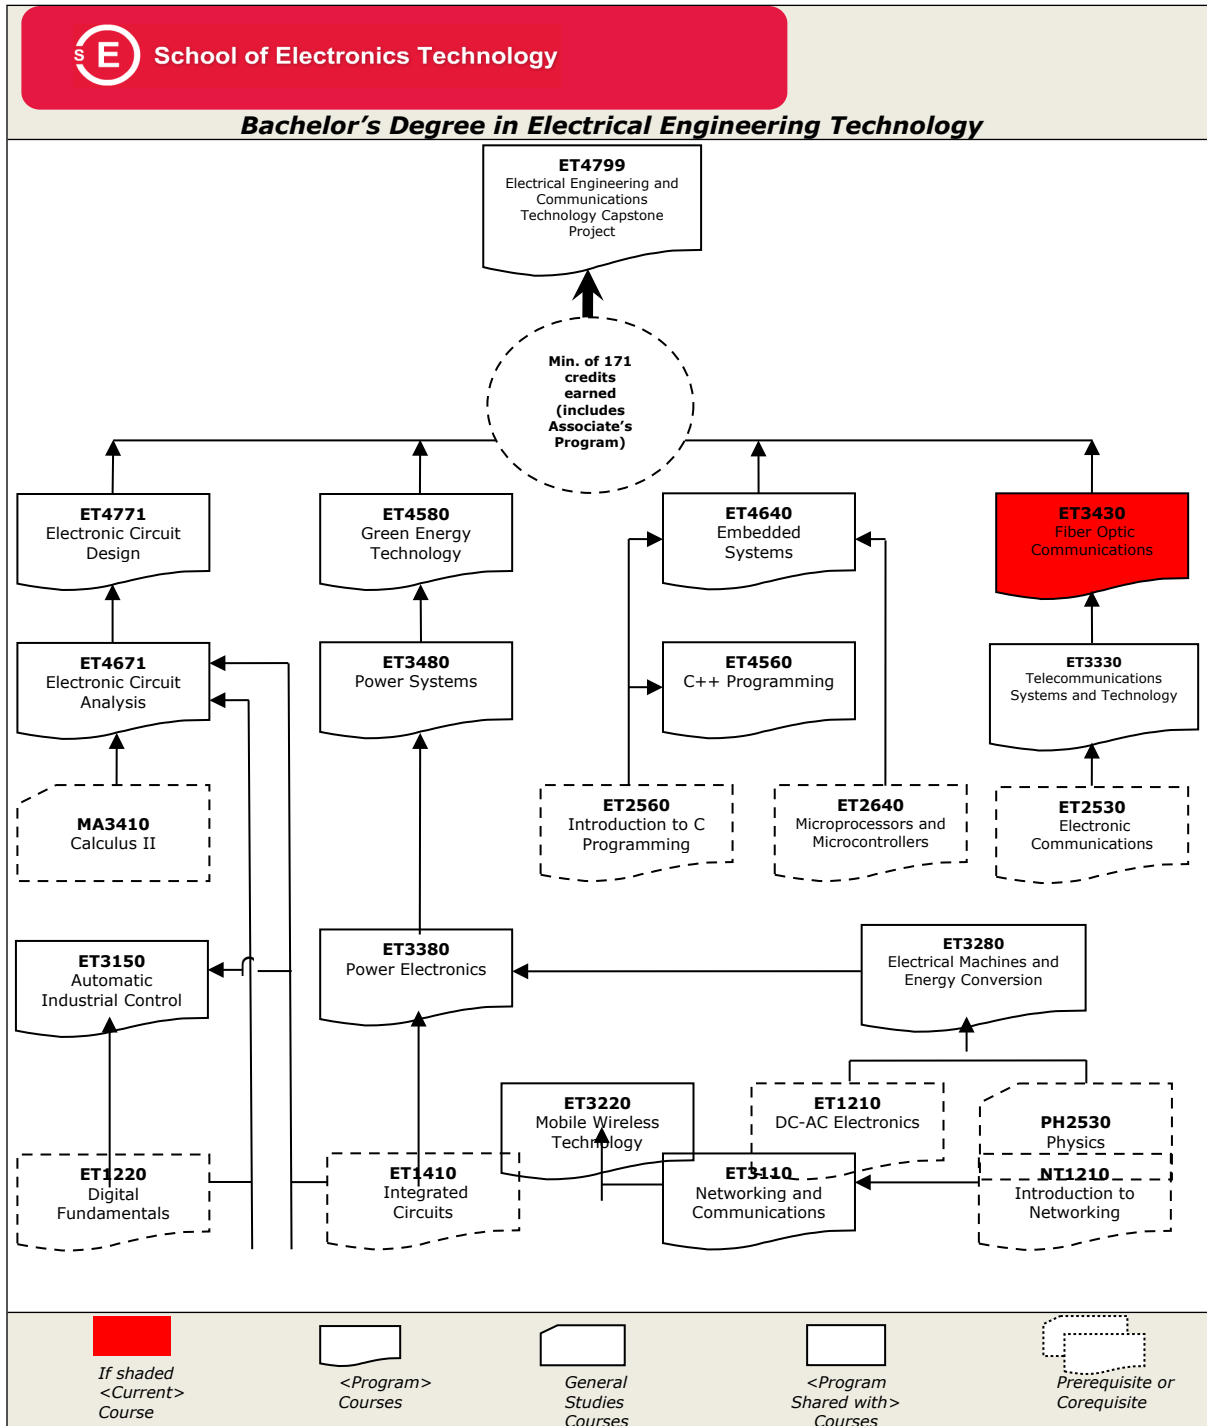 S E School of Electronics Technology
Bachelor's Degree in Electrical Engineering Technology
ET4799
Electrical Engineering and
Communications
Technology Capstone
Project
Min. of 171
credits
earned
(includes
Associate's
Program)
ET4771
Electronic Circuit
Design
ET4580
Green Energy
Technology
ET4640
Embedded
Systems
ET3430
Fiber Optic
Communications
ET4671
Electronic Circuit
Analysis
ET3480
Power Systems
ET4560
C++ Programming
ET3330
Telecommunications
Systems and Technology
MA3410
Calculus II
ET2560
Introduction to C
Programming
ET2640
Microprocessors and
Microcontrollers
ET2530
Electronic
Communications
ET3150
Automatic
Industrial Control
ET3380
Power Electronics
ET3280
Electrical Machines and
Energy Conversion
ET3220
Mobile Wireless
Technology
ET1210
DC-AC Electronics
PH2530
Physics
ET1220
Digital
Fundamentals
ET1410
Integrated
Circuits
ET3110
Networking and
Communications
NT1210
Introduction to
Networking
If shaded
<Current>
Course
<Program>
Courses
General
Studies
Courses
<Program
Shared with>
Courses
Prerequisite or
Corequisite